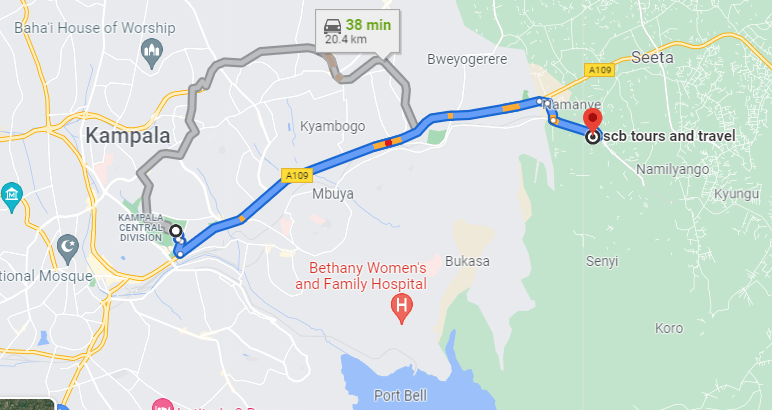 Baha'i House of Worship
38 min
20.4 km
Bweyogerere
A109
Seeta
Namanve
Kampala
Kyambogo
scb tours and travel
A109
Namilyango
Mbuya
Kyungu
KAMPALA
CENTRAL
DIVISION
tional Mosque
Bukasa
Senyi
Bethany Women's
and Family Hospital
H
Koro
Port Bell